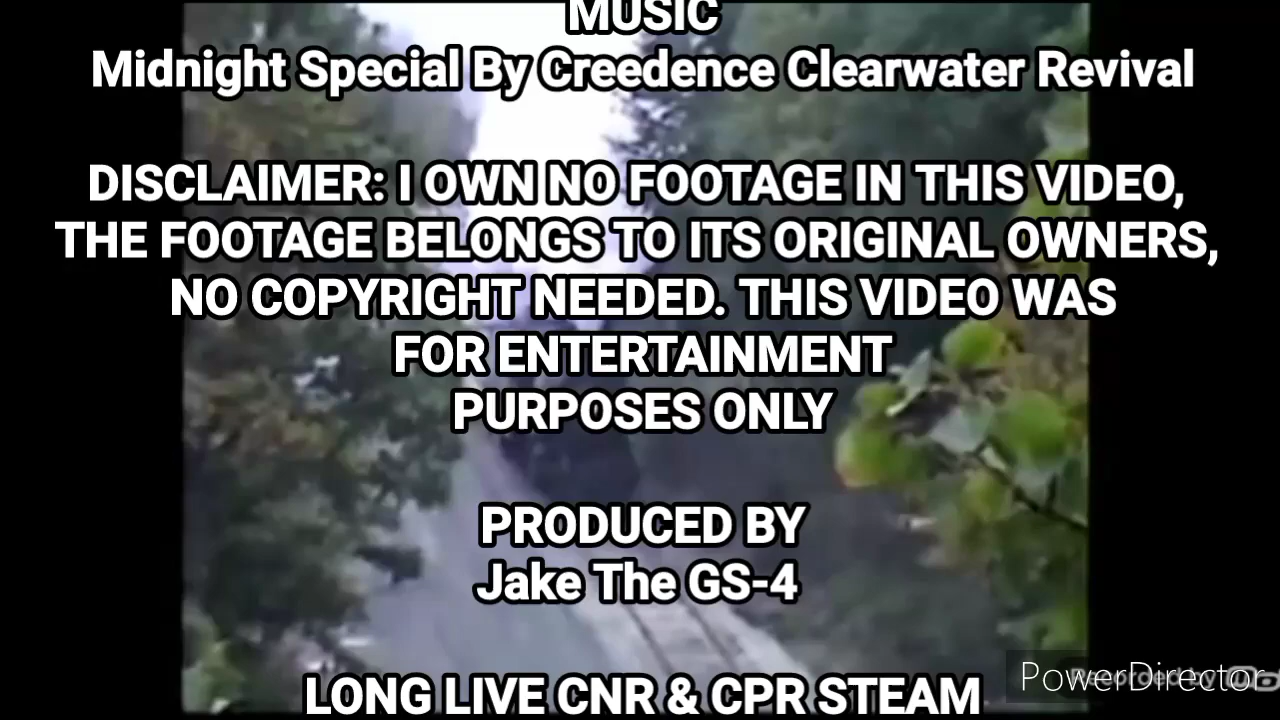 MUSIC
Midnight Special By Creedence Clearwater Revival
DISCLAIMER: I OWN NO FOOTAGE IN THIS VIDEO,
THE FOOTAGE BELONGS TO ITS ORIGINAL OWNERS,
NO COPYRIGHT NEEDED. THIS VIDEO WAS
FOR ENTERTAINMENT
PURPOSES ONLY
PRODUCED BY
Jake The GS-4
LONG LIVE CNR & CPR STEAM
PowerDirector
Recorded by